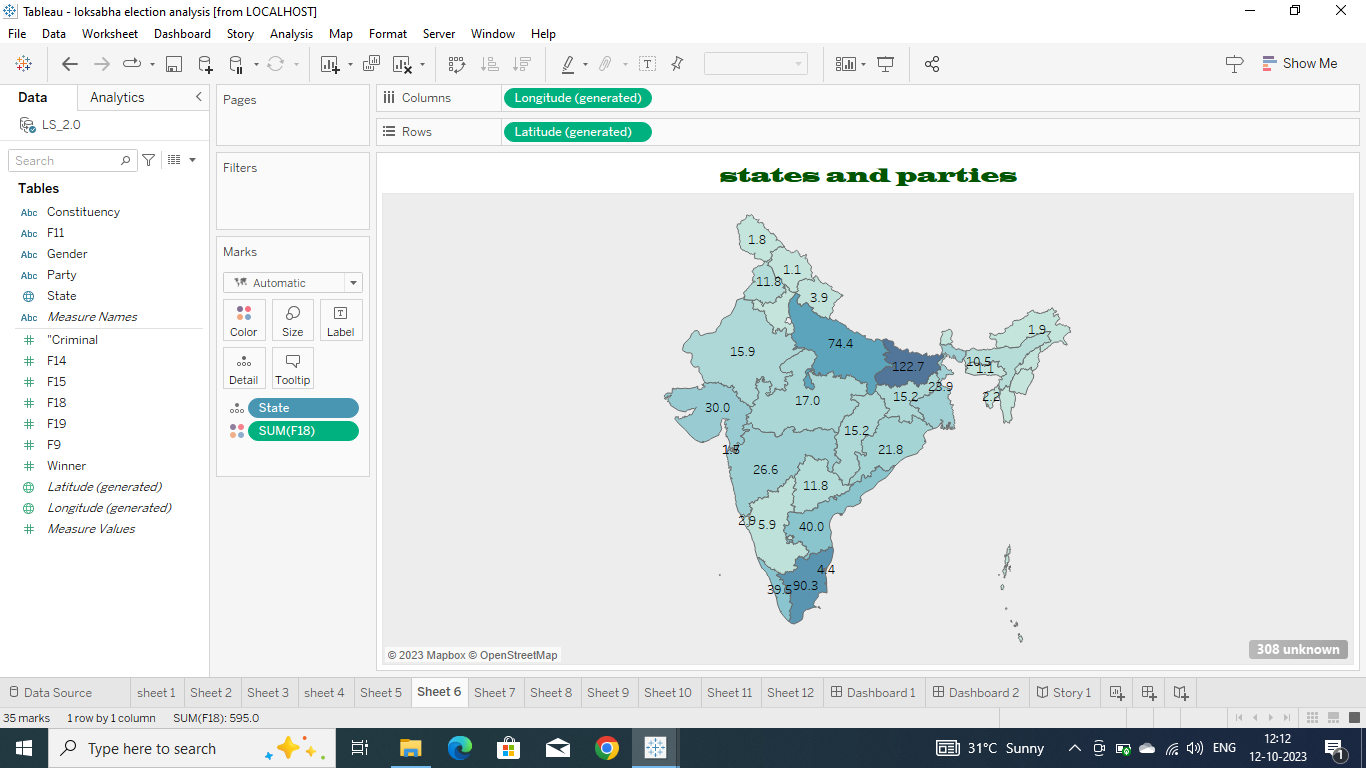 Tableau - loksabha election analysis [from LOCALHOST]
File Data Worksheet Dashboard Story Analysis Map Format Server Window Help
Show Me
Data Analytics
LS_2.0
Search
Tables
Abc Constituency
Abc F11
Abc Gender
Abc Party
State
Abc Measure Names
"Criminal
F14
F15
F18
F19
F9
Winner
Latitude (generated)
Longitude (generated)
Measure Values
Pages
Filters
Marks
Automatic
Color Size Label
Detail Tooltip
State
SUM(F18)
Columns Longitude (generated)
Rows Latitude (generated)
states and parties
1.8
1.1
11.8
3.9
1.9
74.4
15.9
10.5
122.7
1.1
23.9
15.2
2.2
17.0
30.0
15.2
21.8
26.6
11.8
2.9 5.9 40.0
4.4
90.3
© 2023 Mapbox © OpenStreetMap
308 unknown
Data Source sheet 1 Sheet 2 Sheet 3 sheet 4 Sheet 5 Sheet 6 Sheet 7 Sheet 8 Sheet 9 Sheet 10 Sheet 11 Sheet 12 Dashboard 1 Dashboard 2 Story 1
35 marks 1 row by 1 column SUM(F18): 595.0
Type here to search
31°C Sunny
ENG
12:12
12-10-2023
1